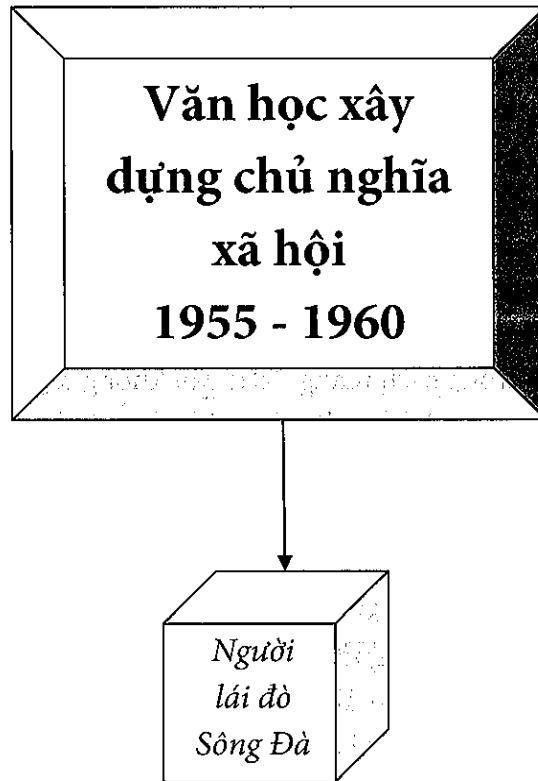 Văn học xây
dựng chủ nghĩa
xã hội
1955 - 1960
Người
lái đò
Sông Đà